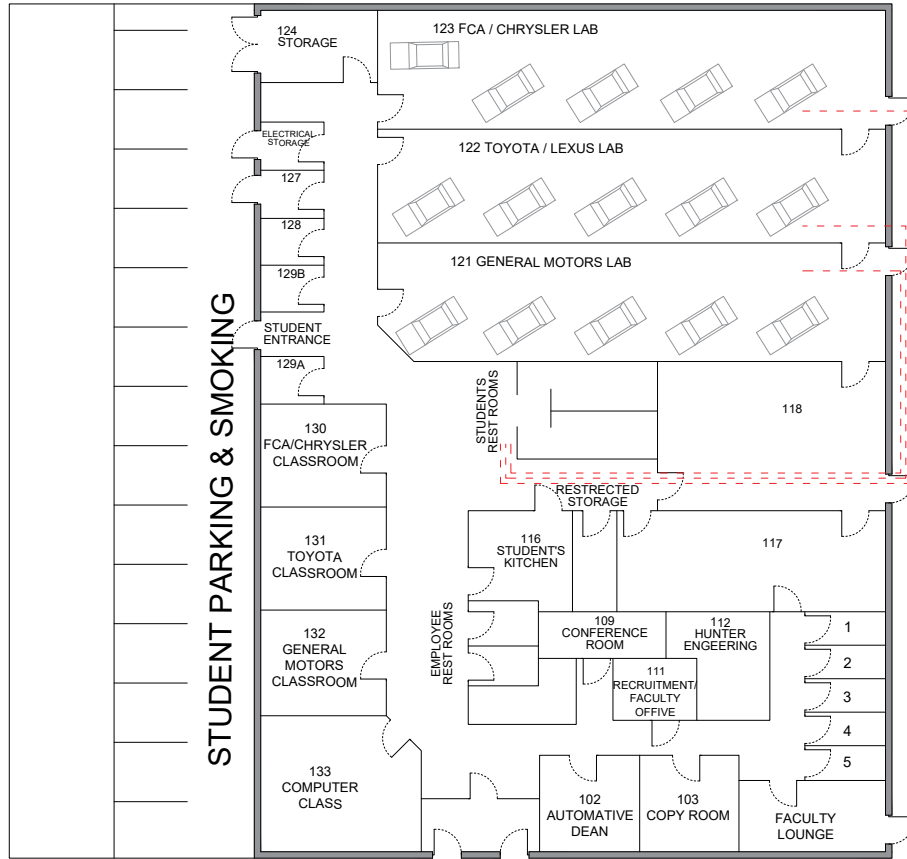 124
STORAGE
123 FCA / CHRYSLER LAB
ELECTRICAL
STORAGE
122 TOYOTA / LEXUS LAB
127
128
129B
121 GENERAL MOTORS LAB
STUDENT
ENTRANCE
129A
STUDENT PARKING & SMOKING
STUDENTS
REST ROOMS
118
130
FCA/CHRYSLER
CLASSROOM
RESTRECTED
STORAGE
131
TOYOTA
CLASSROOM
116
STUDENT'S
KITCHEN
117
132
GENERAL
MOTORS
CLASSROOM
EMPLOYEE
REST ROOMS
109
CONFERENCE
ROOM
112
HUNTER
ENGEERING
111
RECRUITMENT/
FACULTY
OFFIVE
1
2
3
4
5
133
COMPUTER
CLASS
102
AUTOMATIVE
DEAN
103
COPY ROOM
FACULTY
LOUNGE